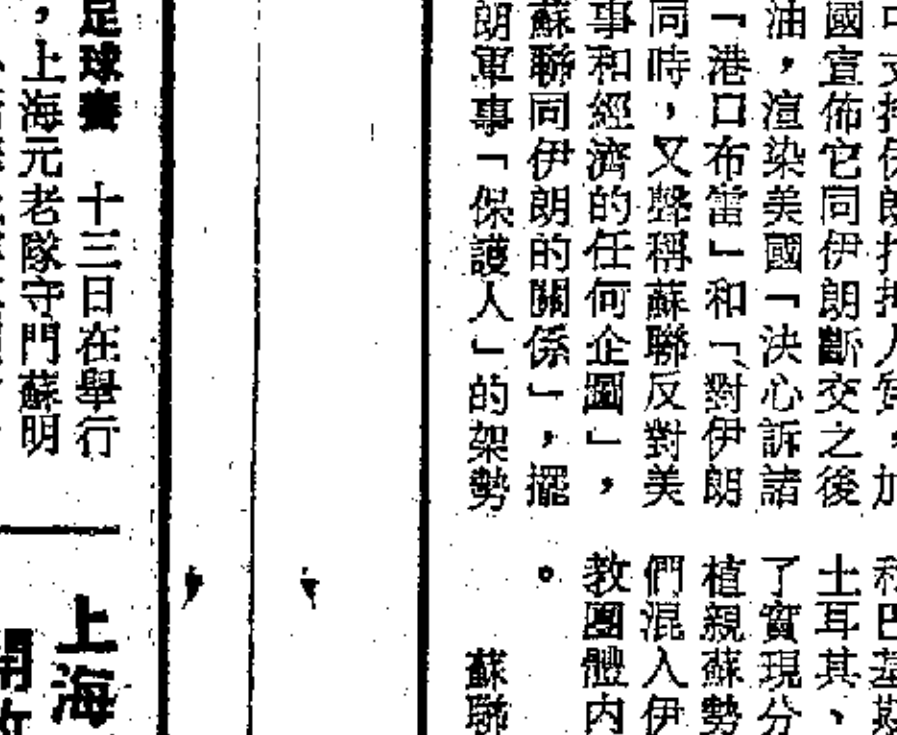 國宣佈它同伊朗斷交之後
油，渲染美國「決心訴諸
「港口布雷」和「對伊朗
同時，又聲稱蘇聯反對美
事和經濟的任何企圖」，
蘇聯同伊朗的關係」，擺
朗軍事「保護人」的架勢
。
土耳其、
了實現分
植親蘇勢
們混入伊
教團體內
蘇聯
足球賽 十三日在舉行
，上海元老隊守門蘇明
上海